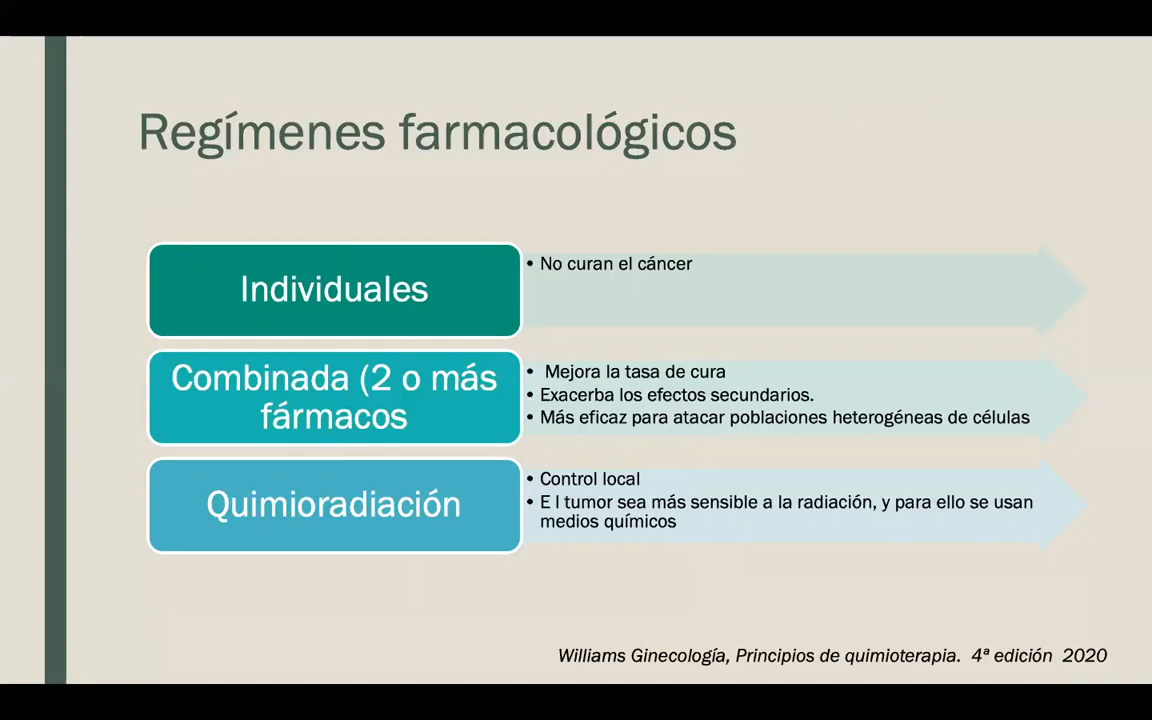 Regímenes farmacológicos
Individuales
• No curan el cáncer
Combinada (2 o más
fármacos
• Mejora la tasa de cura
• Exacerba los efectos secundarios.
• Más eficaz para atacar poblaciones heterogéneas de células
Quimioradiación
• Control local
• E l tumor sea más sensible a la radiación, y para ello se usan
medios químicos
Williams Ginecología, Principios de quimioterapia. 4ª edición 2020